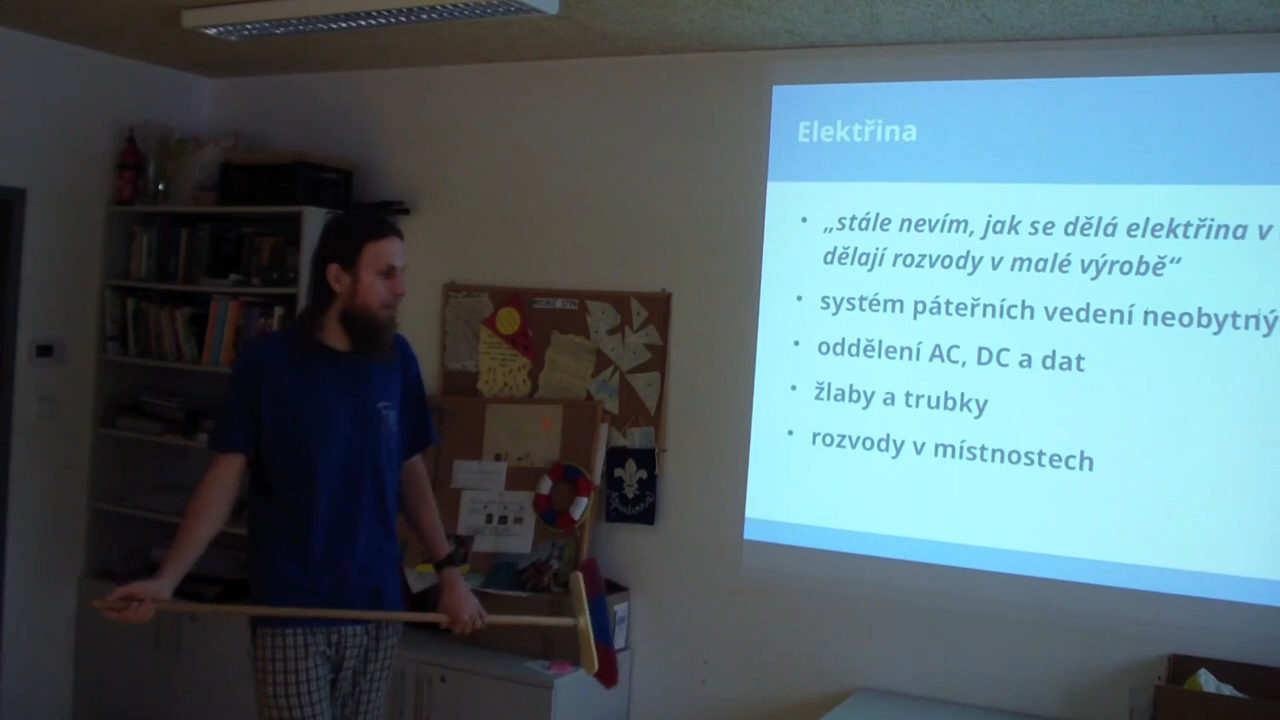 Elektřina
„stále nevím, jak se dělá elektřina v
dělají rozvody v malé výrobě“
systém páteřních vedení neobytný
oddělení AC, DC a dat
žlaby a trubky
rozvody v místnostech